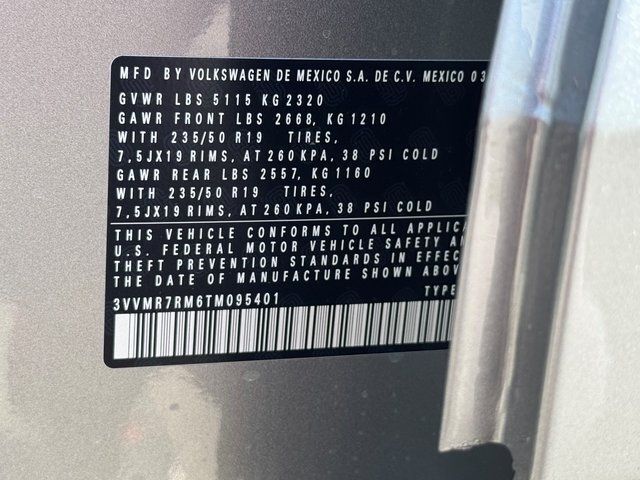 MFD BY VOLKSWAGEN DE MEXICO S.A. DE C.V. MEXICO 03
GVWR LBS 5115 KG 2320
GAWR FRONT LBS 2668, KG 1210
WITH 235/50 R19 TIRES,
7,5JX19 RIMS, AT 260 KPA, 38 PSI COLD
GAWR REAR LBS 2557, KG 1160
WITH 235/50 R19 TIRES,
7,5JX19 RIMS, AT 260 KPA, 38 PSI COLD
THIS VEHICLE CONFORMS TO ALL APPLICA
U.S. FEDERAL MOTOR VEHICLE SAFETY AN
THEFT PREVENTION STANDARDS IN EFFEC
THE DATE OF MANUFACTURE SHOWN ABOV
3VVMR7RM6TM095401 TYPE